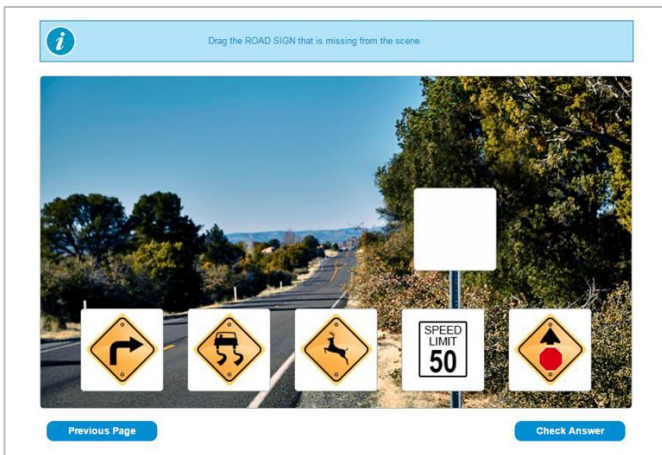 Drag the ROAD SIGN that is missing from the scene.
SPEED
LIMIT
50
Previous Page
Check Answer